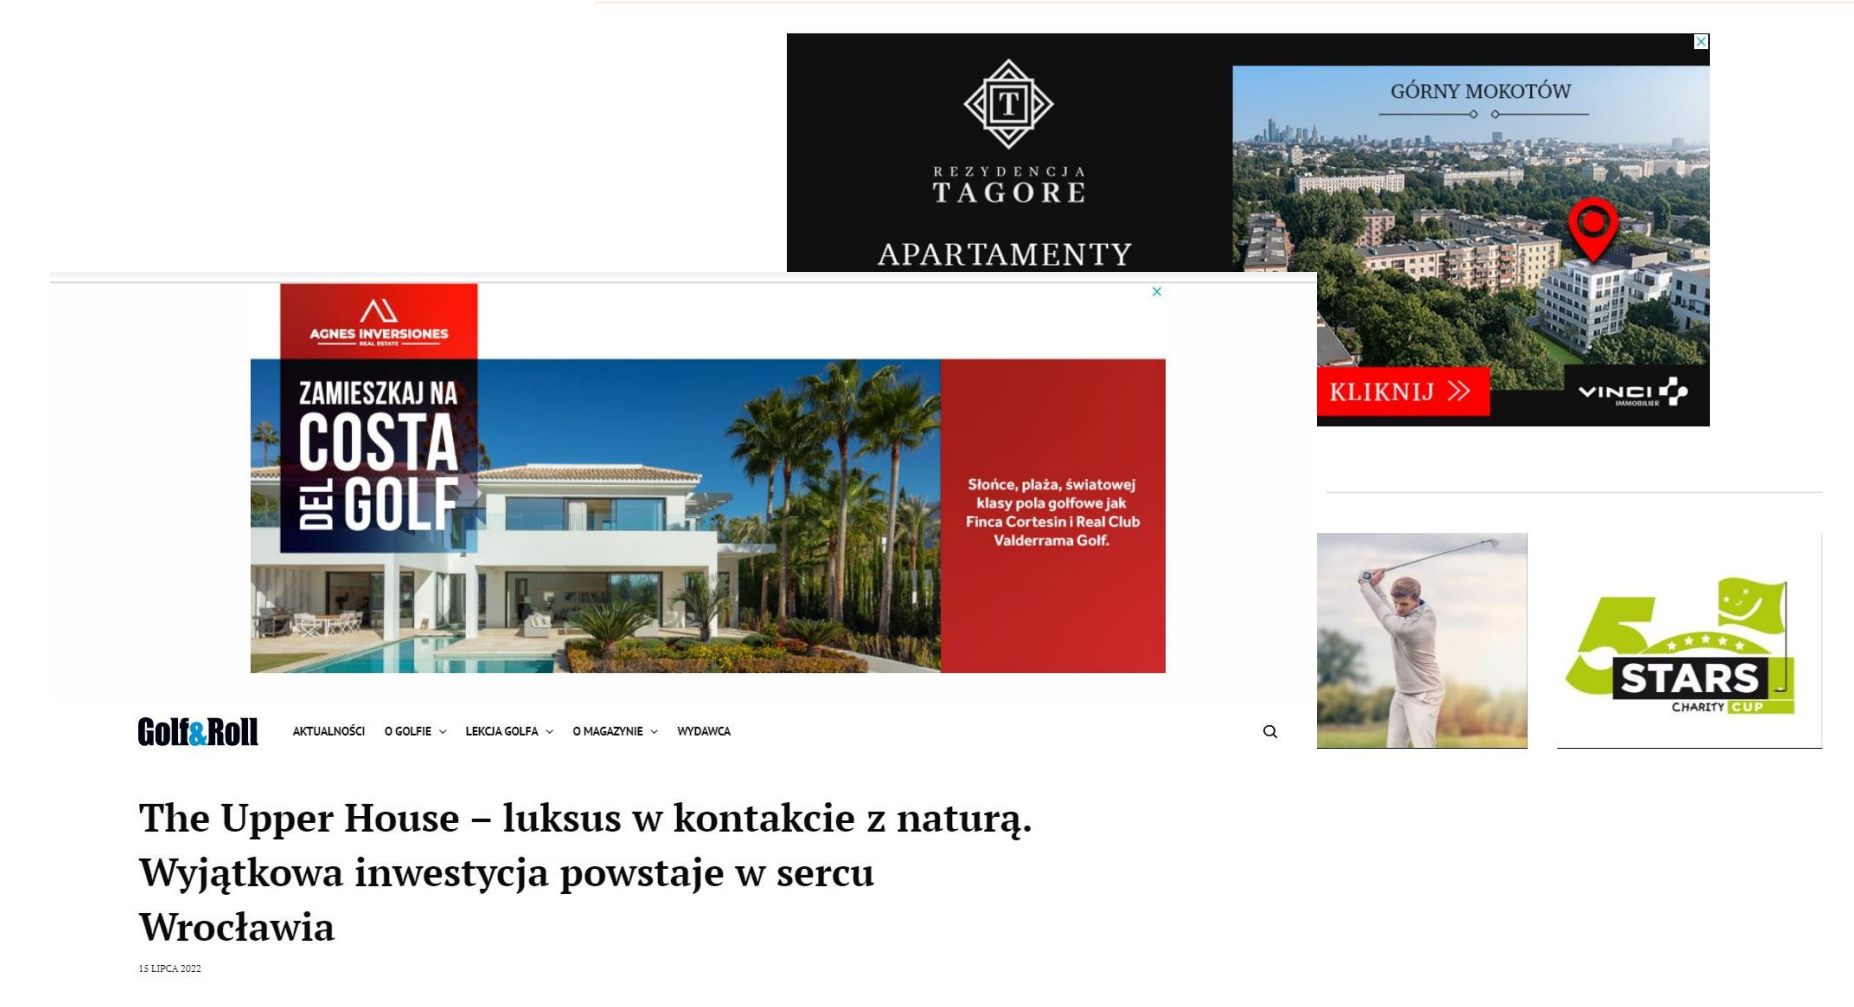 REZYDENCJA
TAGORE
APARTAMENTY
GÓRNY MOKOTÓW
KLIKNIJ
VINCI
IMMOBILIER
AGNES INVERSIONES
REAL ESTATE
ZAMIESZKAJ NA
COSTA
DEL GOLF
Słońce, plaża, światowej
klasy pola golfowe jak
Finca Cortesin i Real Club
Valderrama Golf.
5
STARS
CHARITY CUP
Golf&Roll
AKTUALNOŚCI O GOLFIE LEKCJA GOLFA O MAGAZYNIE WYDAWCA
The Upper House – luksus w kontakcie z naturą.
Wyjątkowa inwestycja powstaje w sercu
Wrocławia
15 LIPCA 2022